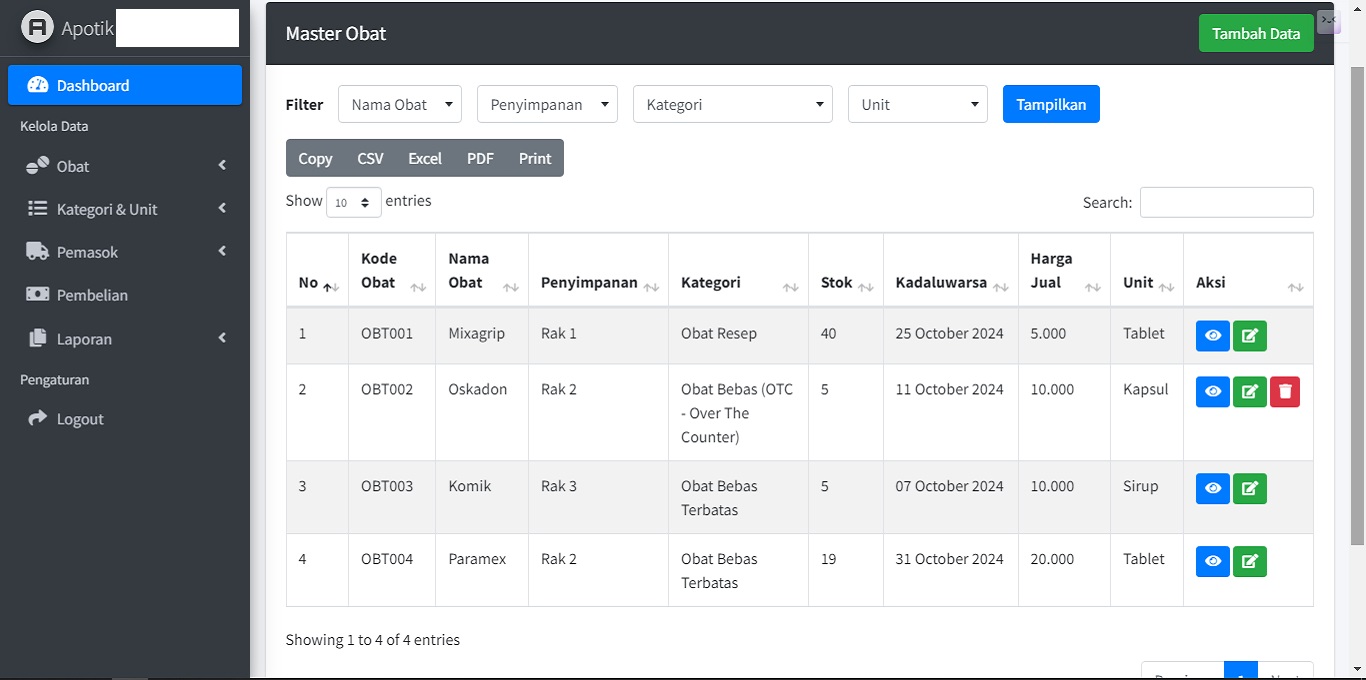 Apotik
Dashboard
Kelola Data
Obat
Kategori & Unit
Pemasok
Pembelian
Laporan
Pengaturan
Logout
Master Obat
Tambah Data
Filter Nama Obat Penyimpanan Kategori Unit Tampilkan
Copy CSV Excel PDF Print
Show 10 entries
Search:
No Kode Obat Nama Obat Penyimpanan Kategori Stok Kadaluwarsa Harga Jual Unit Aksi
1 OBT001 Mixagrip Rak 1 Obat Resep 40 25 October 2024 5.000 Tablet
2 OBT002 Oskadon Rak 2 Obat Bebas (OTC
- Over The
Counter) 5 11 October 2024 10.000 Kapsul
3 OBT003 Komik Rak 3 Obat Bebas
Terbatas 5 07 October 2024 10.000 Sirup
4 OBT004 Paramex Rak 2 Obat Bebas
Terbatas 19 31 October 2024 20.000 Tablet
Showing 1 to 4 of 4 entries